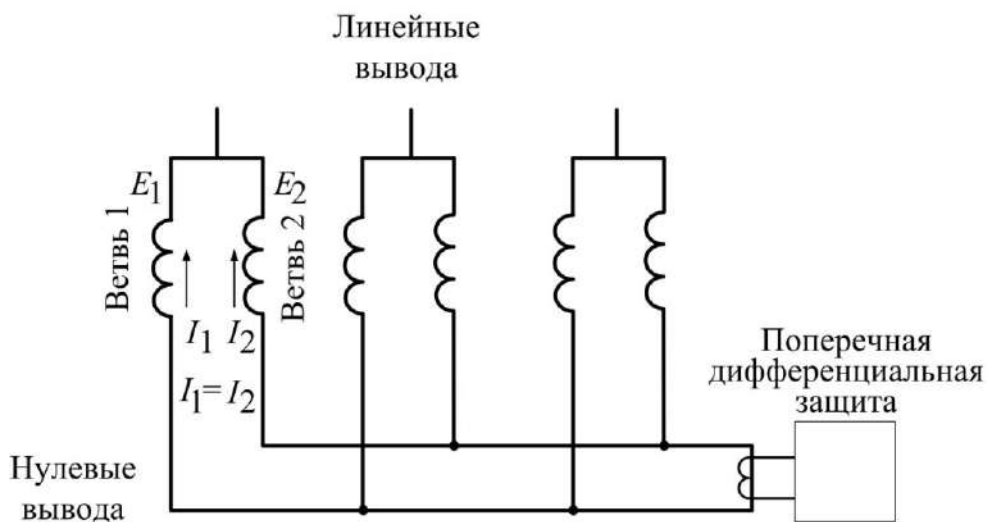 Линейные
вывода
E1
E2
Ветвь 1
Ветвь 2
I1
I2
I1=I2
Поперечная
дифференциальная
защита
Нулевые
вывода